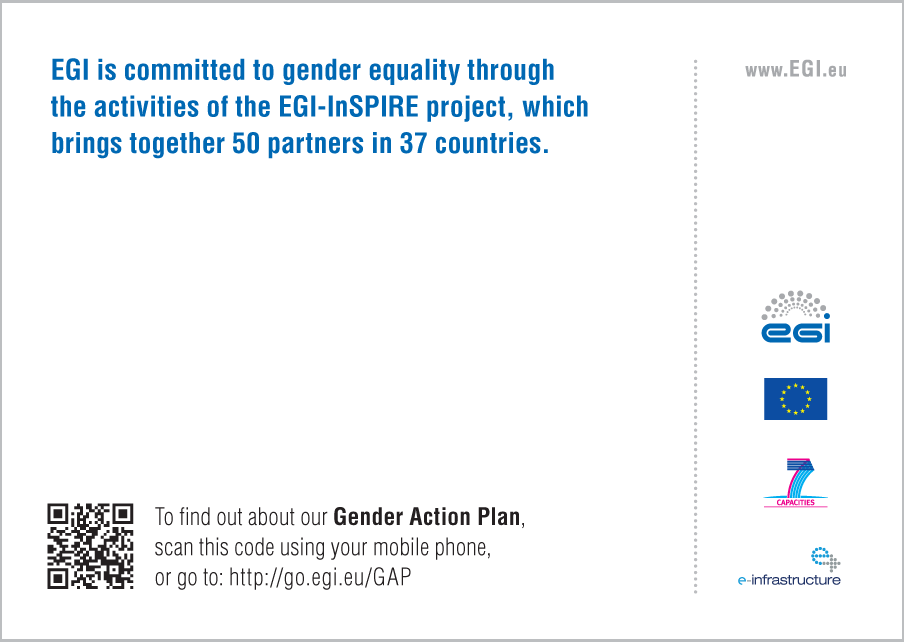 EGI is committed to gender equality through
the activities of the EGI-InSPIRE project, which
brings together 50 partners in 37 countries.
www.EGI.eu
egi
7
CAPACITIES
e-infrastructure
To find out about our Gender Action Plan,
scan this code using your mobile phone,
or go to: http://go.egi.eu/GAP